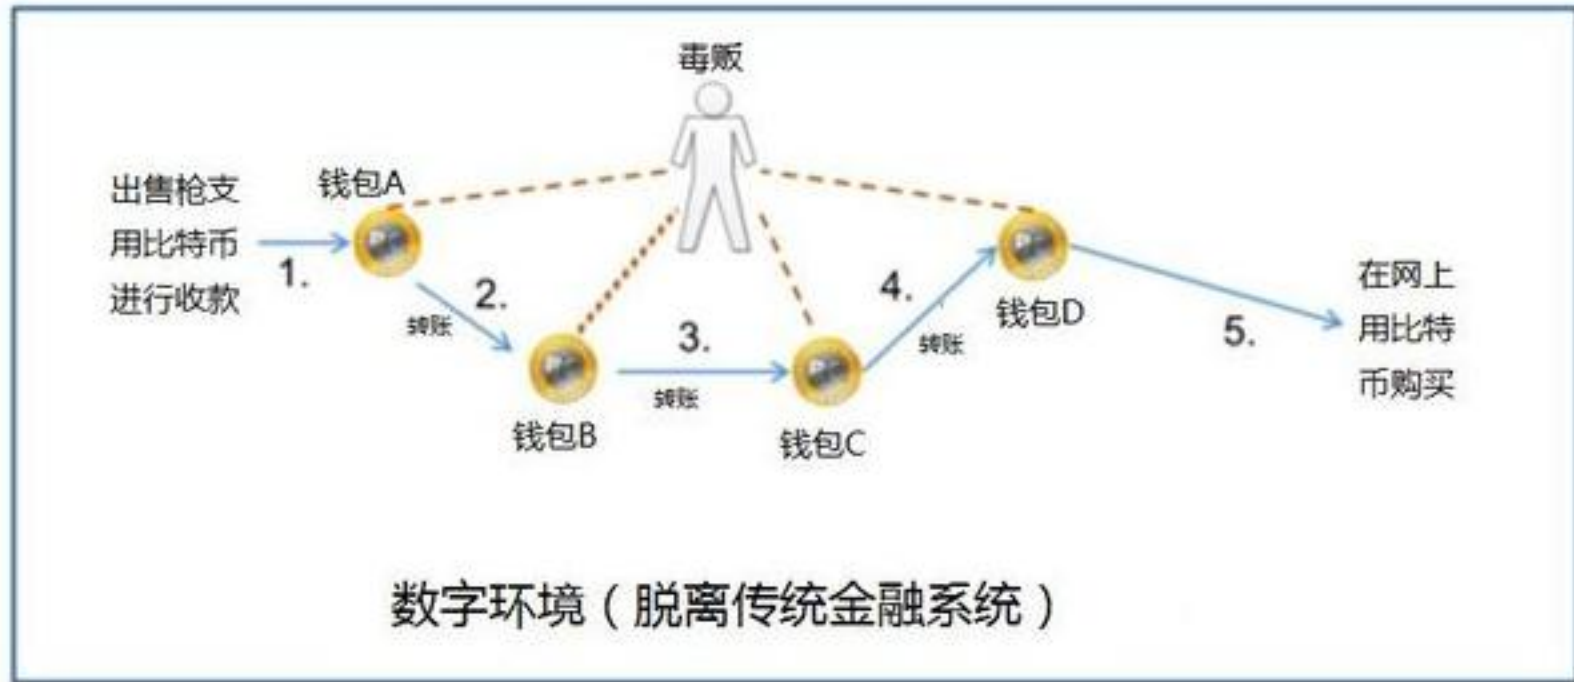 毒贩
出售枪支
用比特币
进行收款
1.
钱包A
2.
转账
钱包B
3.
转账
钱包C
4.
转账
钱包D
5.
在网上
用比特
币购买
数字环境（脱离传统金融系统）